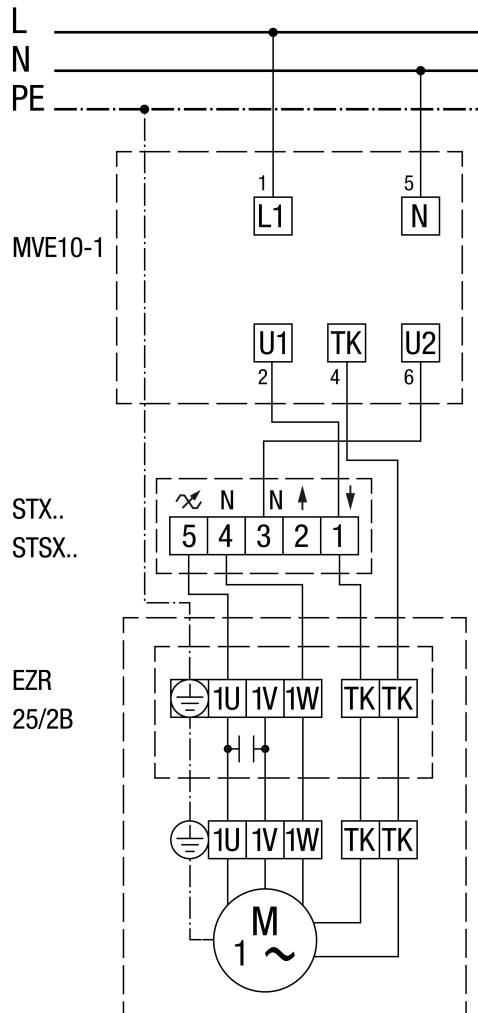 L
N
PE
1 5
L1 N
MVE10-1
U1 TK U2
2 4 6
N N
STX..
5 4 3 2 1
STSX..
EZR
1U 1V 1W TK TK
25/2B
1U 1V 1W TK TK
M
1 ~